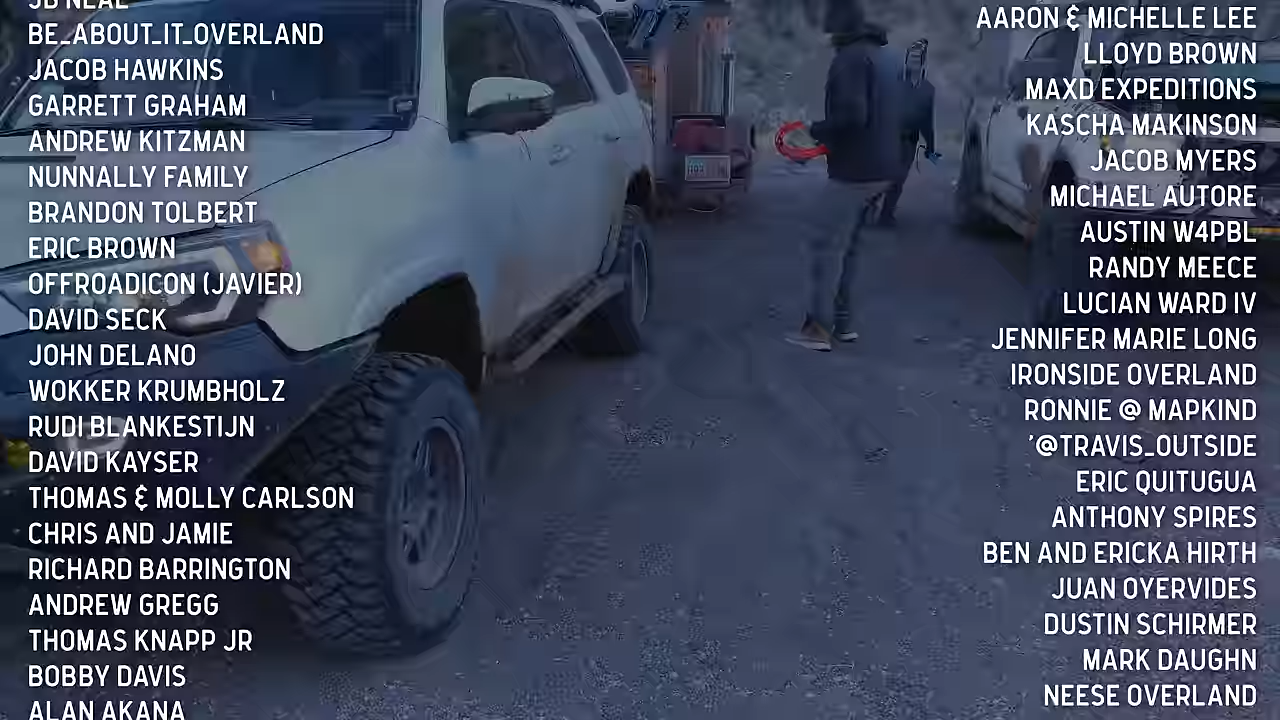 JB NEAL
BE_ABOUT_IT_OVERLAND
JACOB HAWKINS
GARRETT GRAHAM
ANDREW KITZMAN
NUNNALLY FAMILY
BRANDON TOLBERT
ERIC BROWN
OFFROADICON (JAVIER)
DAVID SECK
JOHN DELANO
WOKKER KRUMBHOLZ
RUDI BLANKESTIJN
DAVID KAYSER
THOMAS & MOLLY CARLSON
CHRIS AND JAMIE
RICHARD BARRINGTON
ANDREW GREGG
THOMAS KNAPP JR
BOBBY DAVIS
ALAN AKANA
AARON & MICHELLE LEE
LLOYD BROWN
MAXD EXPEDITIONS
KASCHA MAKINSON
JACOB MYERS
MICHAEL AUTORE
AUSTIN W4PBL
RANDY MEECE
LUCIAN WARD IV
JENNIFER MARIE LONG
IRONSIDE OVERLAND
RONNIE @ MAPKIND
'@TRAVIS_OUTSIDE
ERIC QUITUGUA
ANTHONY SPIRES
BEN AND ERICKA HIRTH
JUAN OYERVIDES
DUSTIN SCHIRMER
MARK DAUGHN
NEESE OVERLAND